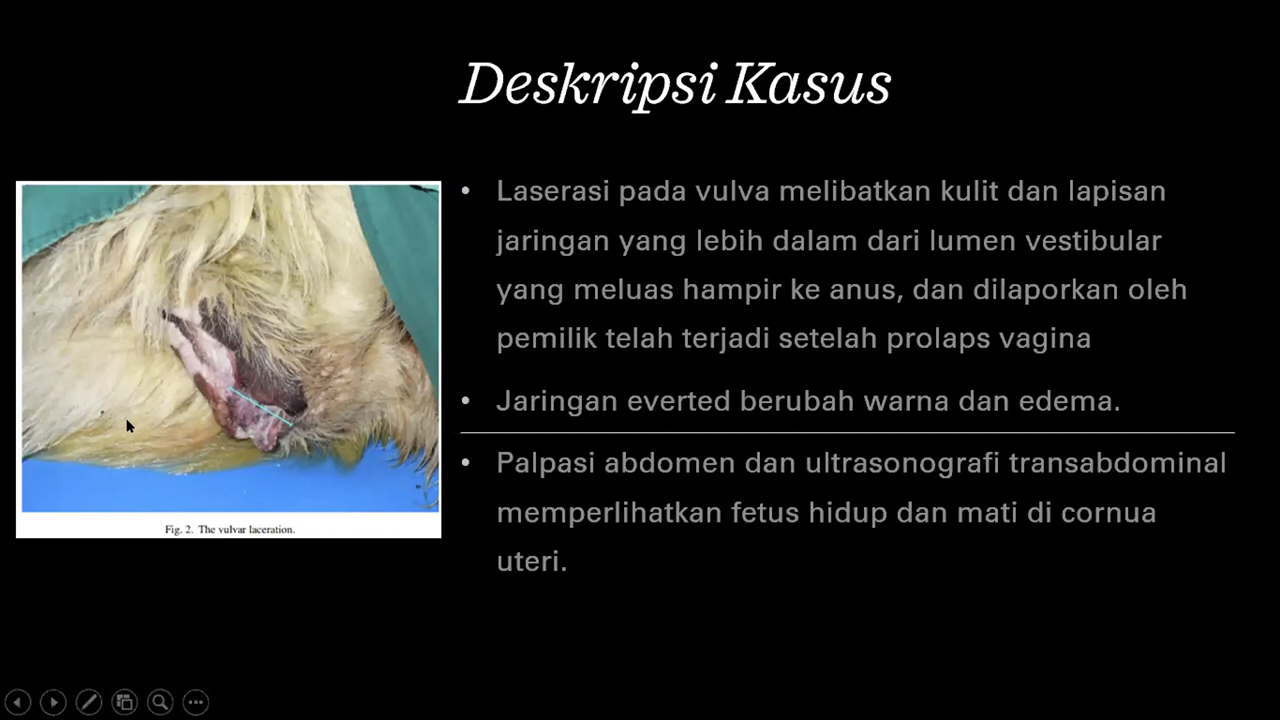 Deskripsi Kasus
• Laserasi pada vulva melibatkan kulit dan lapisan
jaringan yang lebih dalam dari lumen vestibular
yang meluas hampir ke anus, dan dilaporkan oleh
pemilik telah terjadi setelah prolaps vagina
• Jaringan everted berubah warna dan edema.
• Palpasi abdomen dan ultrasonografi transabdominal
memperlihatkan fetus hidup dan mati di cornua
uteri.
Fig. 2. The vulvar laceration.